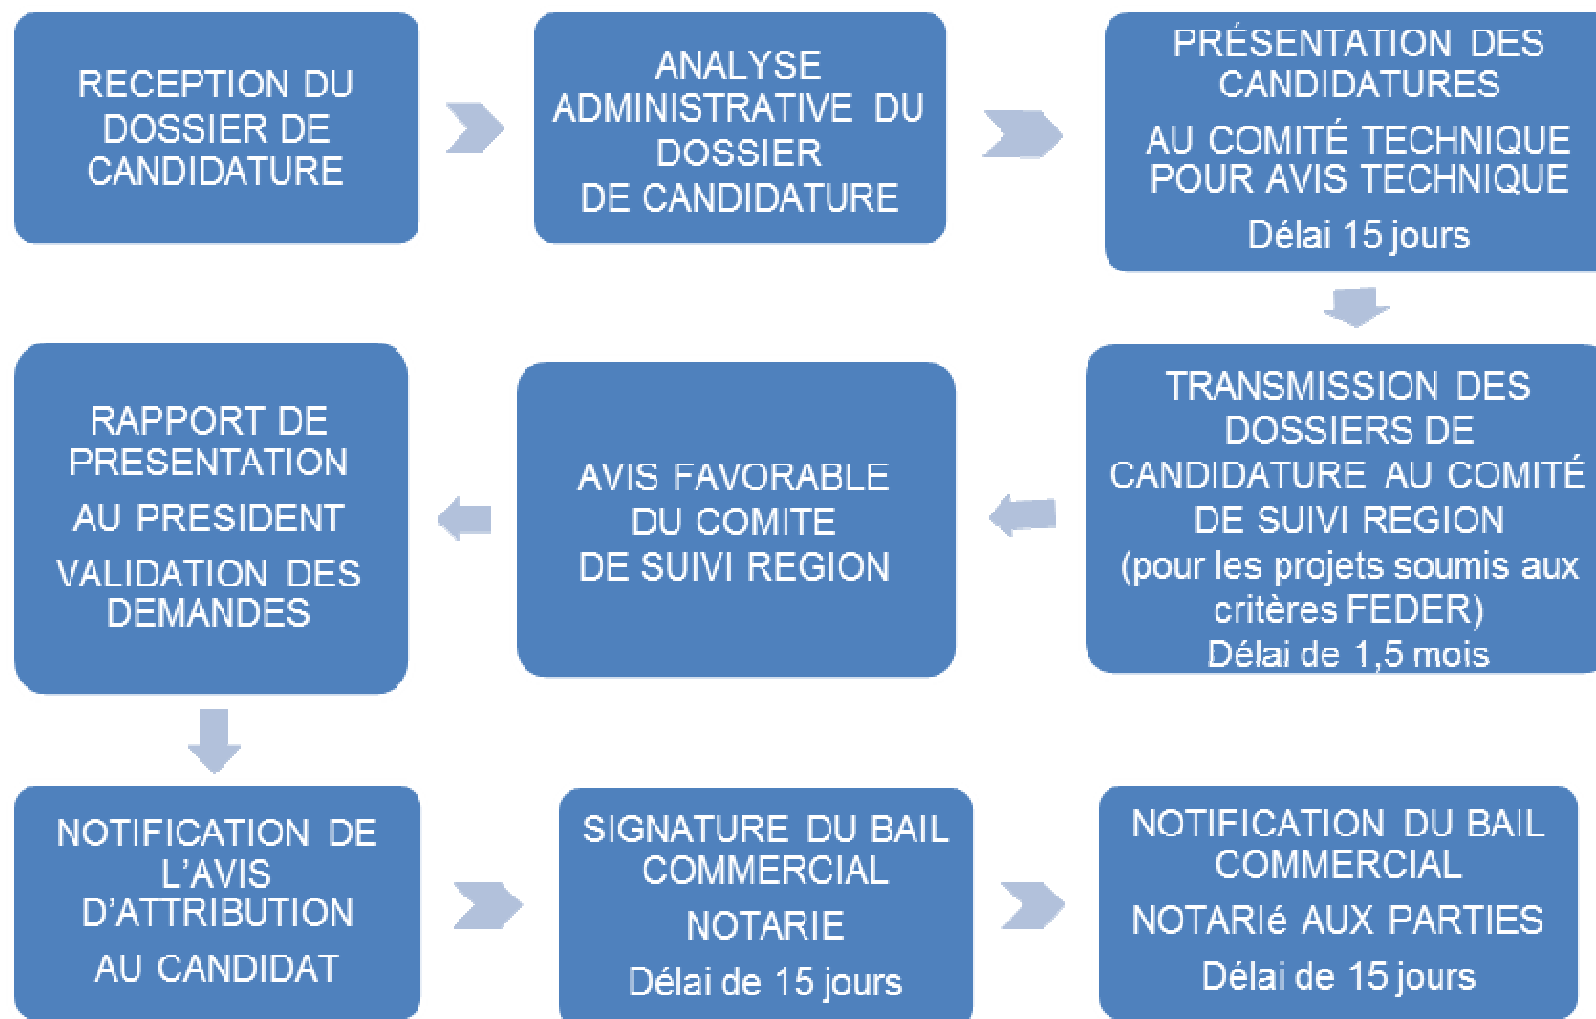 RECEPTION DU
DOSSIER DE
CANDIDATURE
ANALYSE
ADMINISTRATIVE DU
DOSSIER
DE CANDIDATURE
PRÉSENTATION DES
CANDIDATURES
AU COMITÉ TECHNIQUE
POUR AVIS TECHNIQUE
Délai 15 jours
TRANSMISSION DES
DOSSIERS DE
CANDIDATURE AU COMITÉ
DE SUIVI REGION
(pour les projets soumis aux
critères FEDER)
Délai de 1,5 mois
AVIS FAVORABLE
DU COMITE
DE SUIVI REGION
RAPPORT DE
PRESENTATION
AU PRESIDENT
VALIDATION DES
DEMANDES
NOTIFICATION DE
L'AVIS
D'ATTRIBUTION
AU CANDIDAT
SIGNATURE DU BAIL
COMMERCIAL
NOTARIE
Délai de 15 jours
NOTIFICATION DU BAIL
COMMERCIAL
NOTARIé AUX PARTIES
Délai de 15 jours